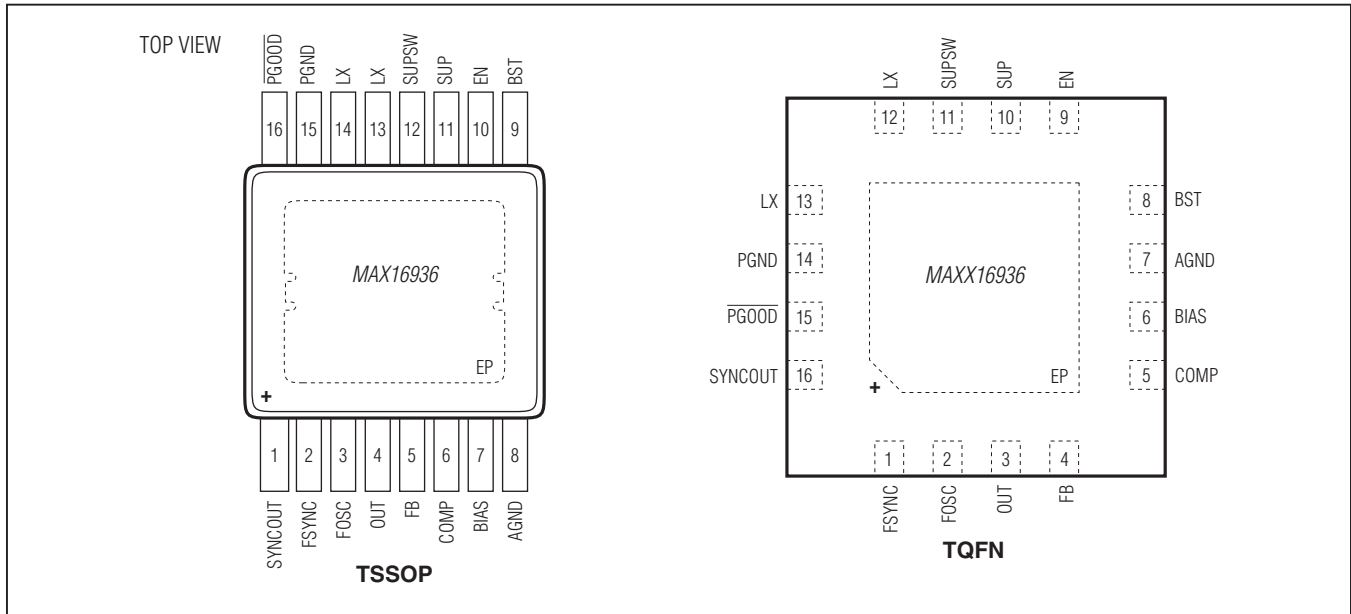 TOP VIEW
PGOOD PGND LX LX SUPSW SUP EN BST
16 15 14 13 12 11 10 9
MAX16936
EP
+
1 2 3 4 5 6 7 8
SYNCOUT FSYNC FOSC OUT FB COMP BIAS AGND
TSSOP
LX SUPSW SUP EN
12 11 10 9
LX 13
PGND 14
PGOOD 15
SYNCOUT 16
8 BST
7 AGND
6 BIAS
5 COMP
MAXX16936
EP
+
1 2 3 4
FSYNC FOSC OUT FB
TQFN